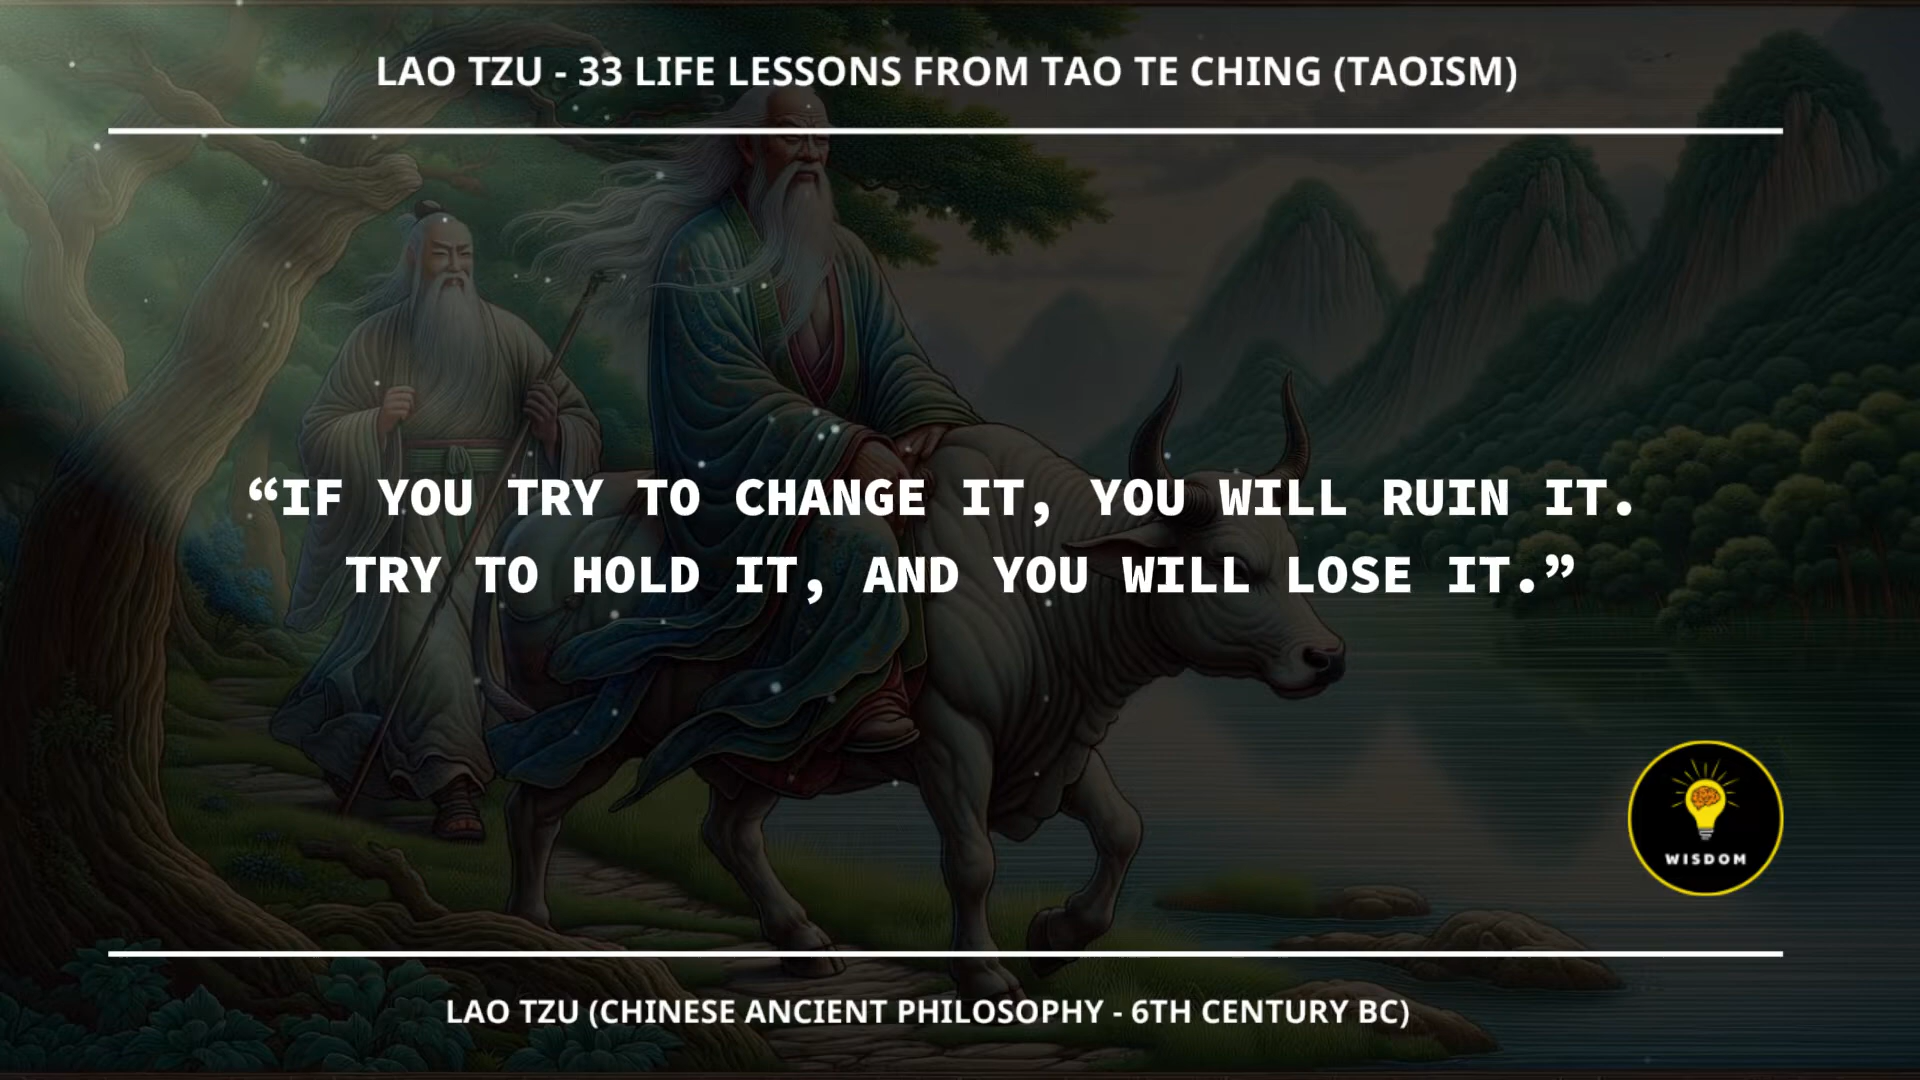 LAO TZU - 33 LIFE LESSONS FROM TAO TE CHING (TAOISM)
“IF YOU TRY TO CHANGE IT, YOU WILL RUIN IT.
TRY TO HOLD IT, AND YOU WILL LOSE IT.”
WISDOM
LAO TZU (CHINESE ANCIENT PHILOSOPHY - 6TH CENTURY BC)